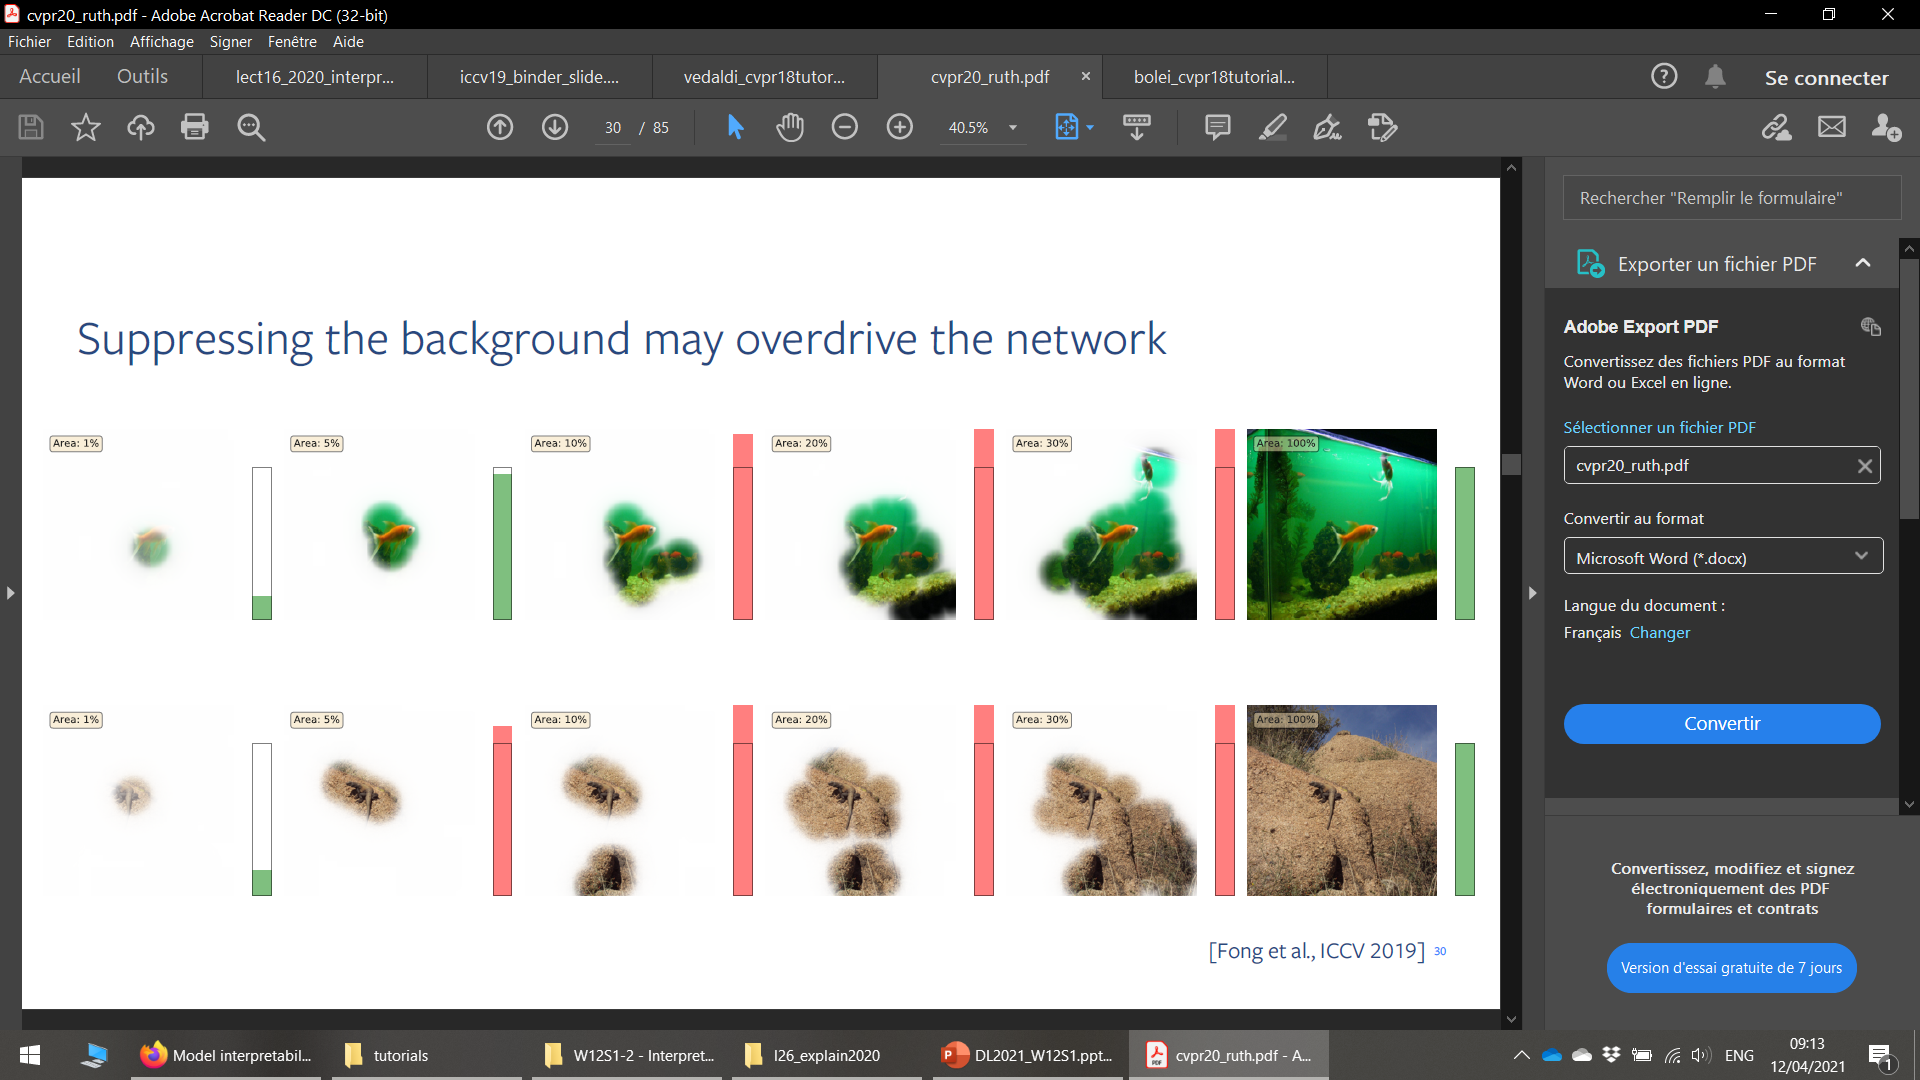 cvpr20_ruth.pdf - Adobe Acrobat Reader DC (32-bit)
Fichier Edition Affichage Signer Fenêtre Aide
Accueil Outils lect16_2020_interpr... iccv19_binder_slide.... vedaldi_cvpr18tutor... cvpr20_ruth.pdf bolei_cvpr18tutorial... Se connecter
30 / 85 40.5%
Suppressing the background may overdrive the network
Area: 1% Area: 5% Area: 10% Area: 20% Area: 30% Area: 100%
Area: 1% Area: 5% Area: 10% Area: 20% Area: 30% Area: 100%
[Fong et al., ICCV 2019] 30
Rechercher "Remplir le formulaire"
Exporter un fichier PDF
Adobe Export PDF
Convertissez des fichiers PDF au format
Word ou Excel en ligne.
Sélectionner un fichier PDF
cvpr20_ruth.pdf
Convertir au format
Microsoft Word (*.docx)
Langue du document :
Français Changer
Convertir
Convertissez, modifiez et signez
électroniquement des PDF
formulaires et contrats
Version d'essai gratuite de 7 jours
Model interpretabil... tutorials W12S1-2 - Interpret... l26_explain2020 DL2021_W12S1.ppt... cvpr20_ruth.pdf - A... ENG 09:13
12/04/2021 1